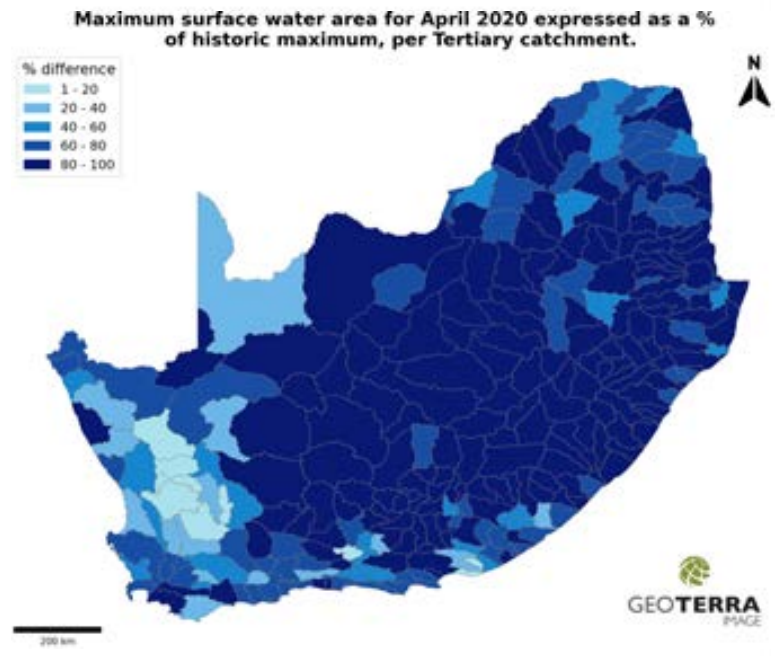 Maximum surface water area for April 2020 expressed as a %
of historic maximum, per Tertiary catchment.
N
% difference
1 - 20
20 - 40
40 - 60
60 - 80
80 - 100
GEOTERRA
IMAGE
200 km